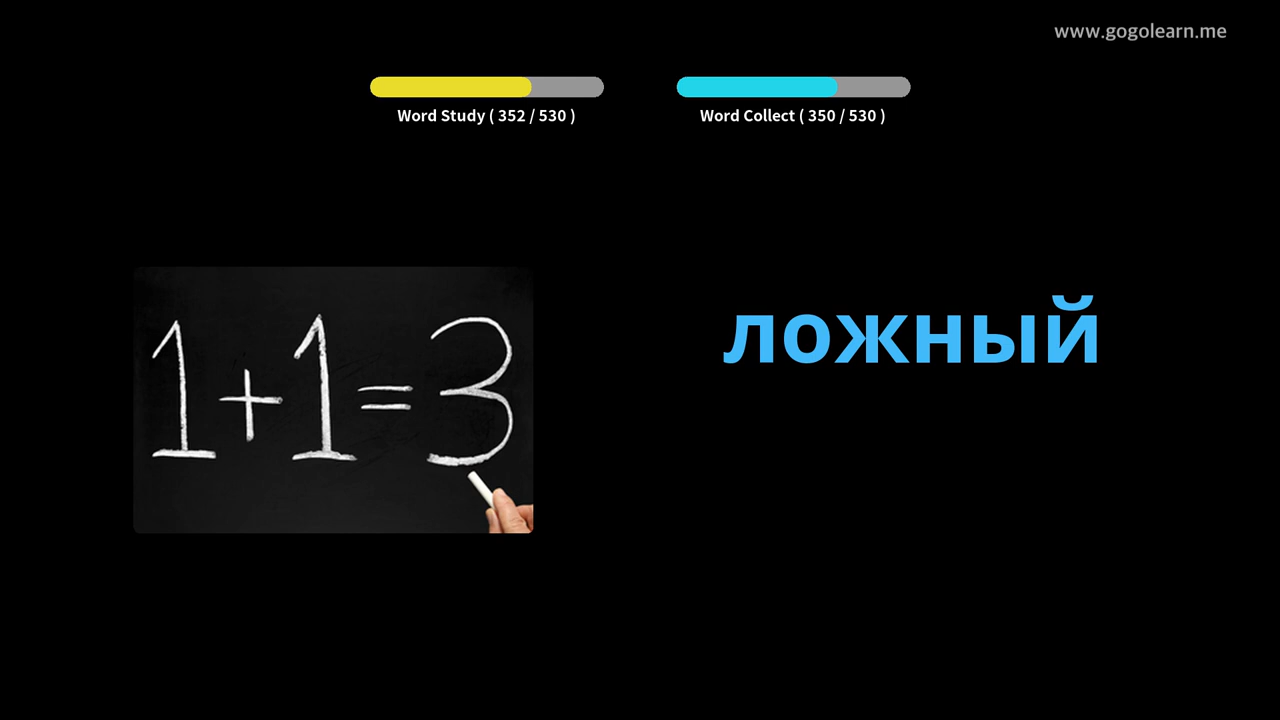 www.gogolearn.me
Word Study ( 352 / 530 )
Word Collect ( 350 / 530 )
1+1=3
ложный